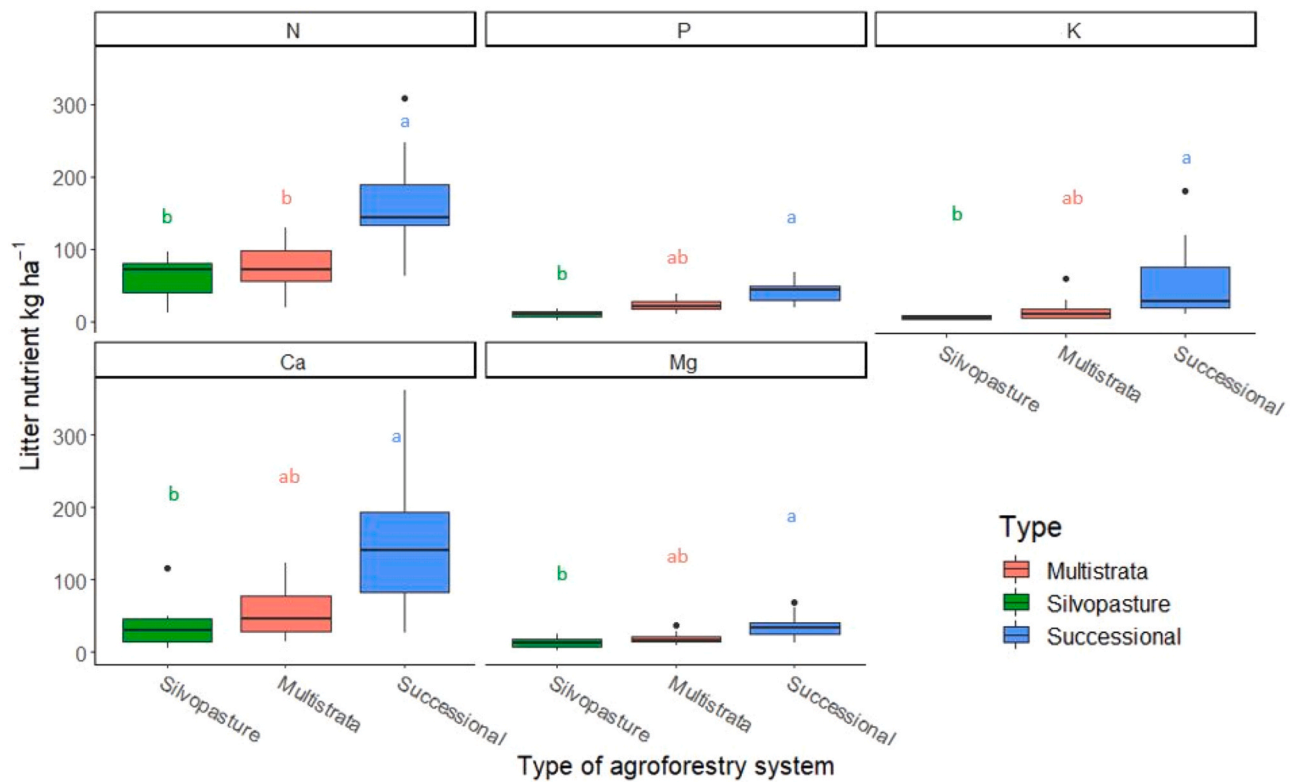 N
P
K
300
200
100
0
b
b
a
b
ab
a
b
ab
a
Silvopasture
Multistrata
Successional
Ca
Mg
300
200
100
0
b
ab
a
b
ab
a
Silvopasture
Multistrata
Successional
Silvopasture
Multistrata
Successional
Litter nutrient kg ha⁻¹
Type of agroforestry system
Type
Multistrata
Silvopasture
Successional